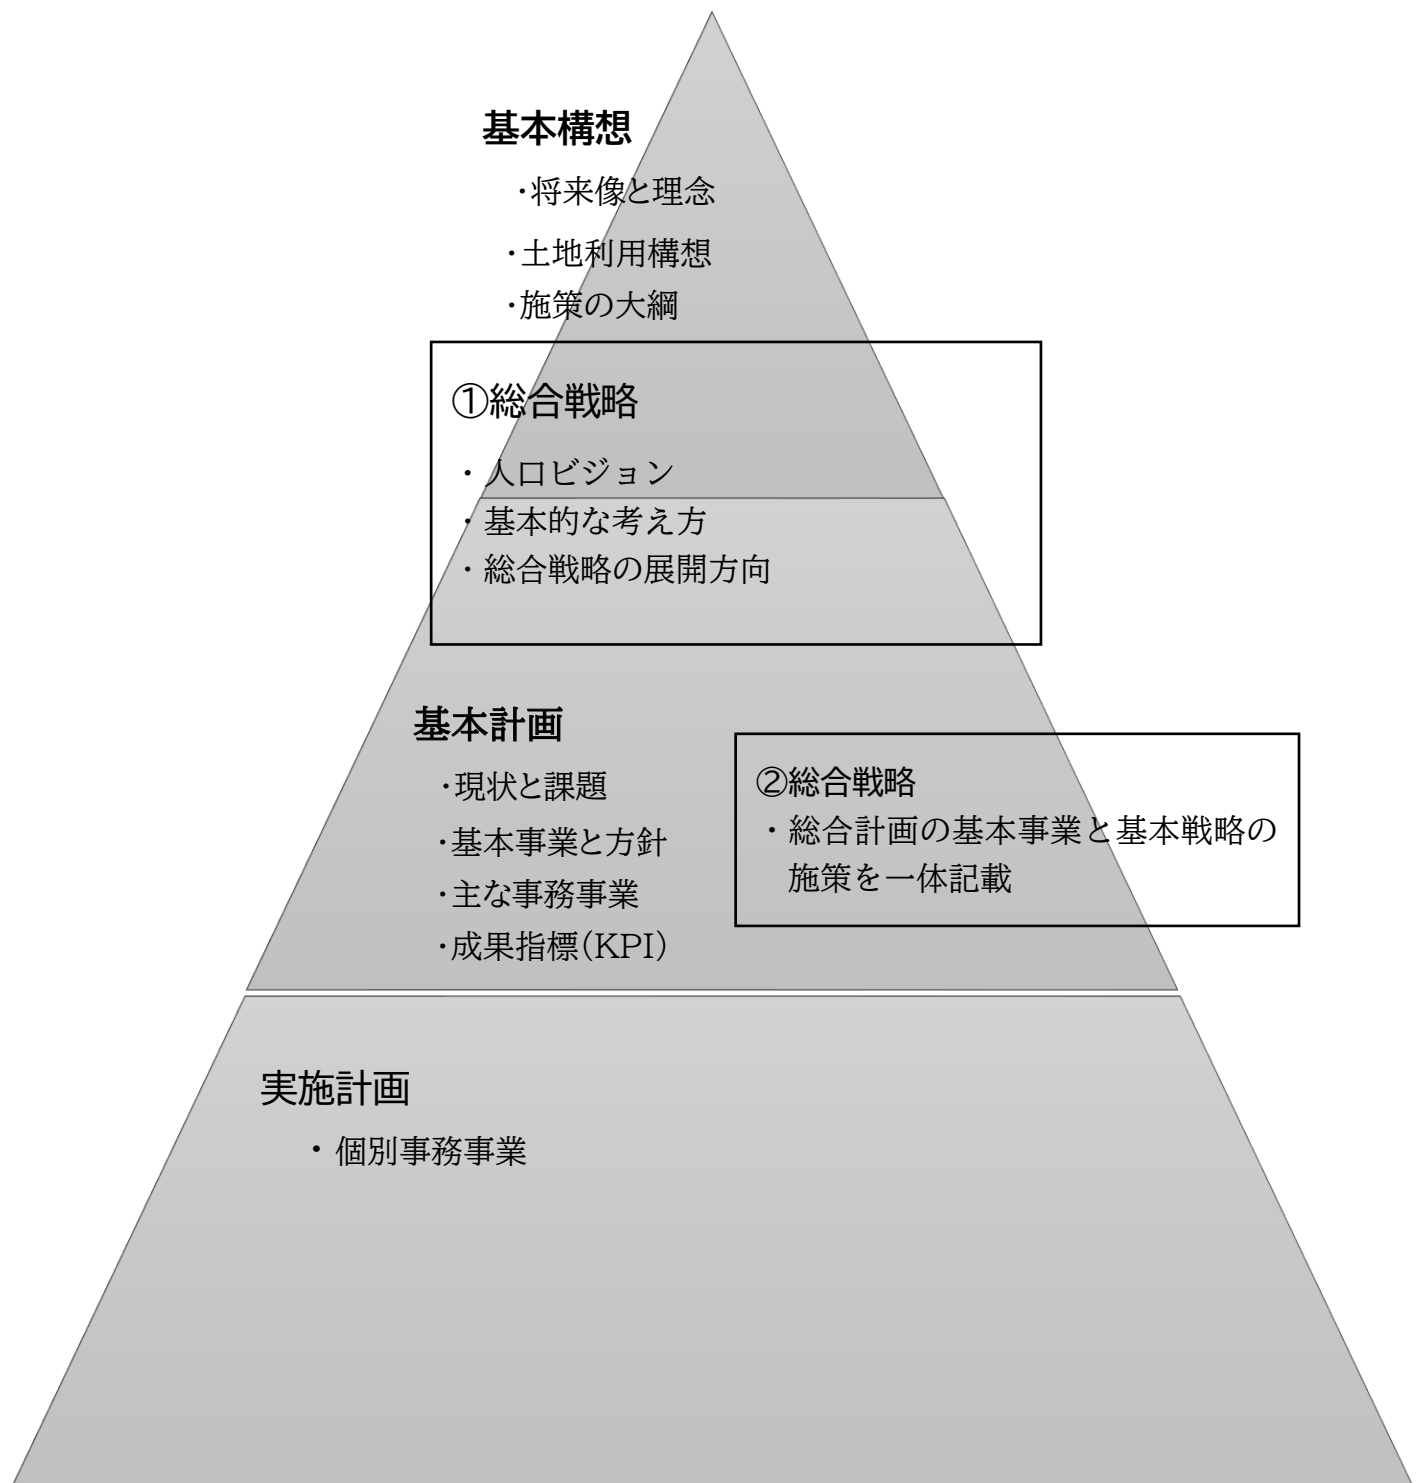 基本構想
・将来像と理念
・土地利用構想
・施策の大綱
①総合戦略
・人口ビジョン
・基本的な考え方
・総合戦略の展開方向
基本計画
・現状と課題
・基本事業と方針
・主な事務事業
・成果指標(KPI)
②総合戦略
・総合計画の基本事業と基本戦略の
施策を一体記載
実施計画
・個別事務事業